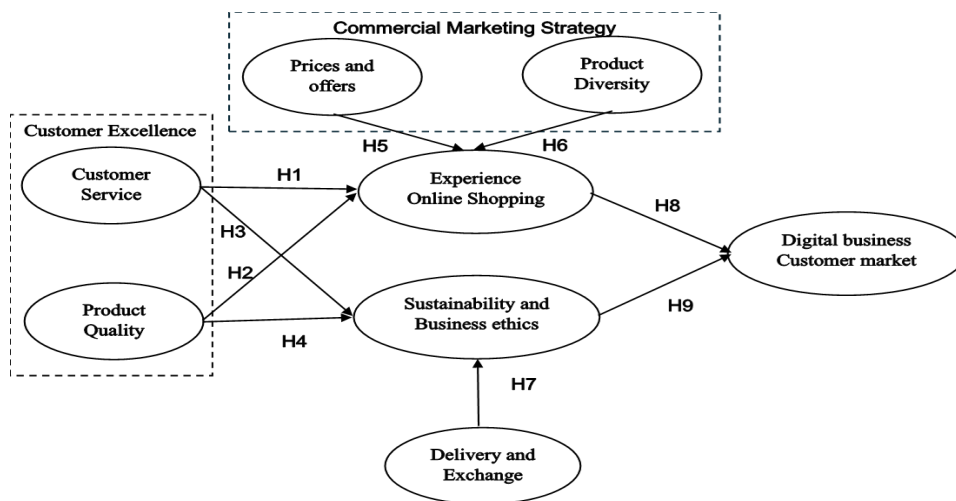 Commercial Marketing Strategy
Prices and
offers
Product
Diversity
Customer Excellence
H5
H6
Customer
Service
H1
Experience
Online Shopping
H8
H3
Digital business
Customer market
H2
Product
Quality
H4
Sustainability and
Business ethics
H9
H7
Delivery and
Exchange